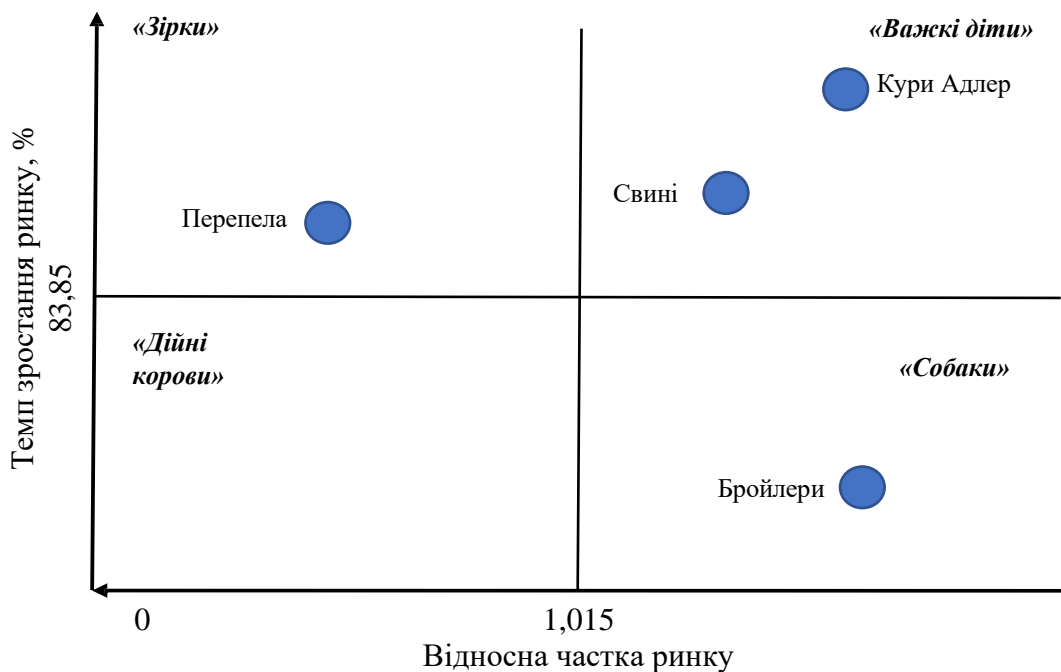 «Зірки»
«Важкі діти»
Кури Адлер
Свині
Перепела
Темп зростання ринку, %
83,85
«Дійні
корови»
«Собаки»
Бройлери
0
1,015
Відносна частка ринку